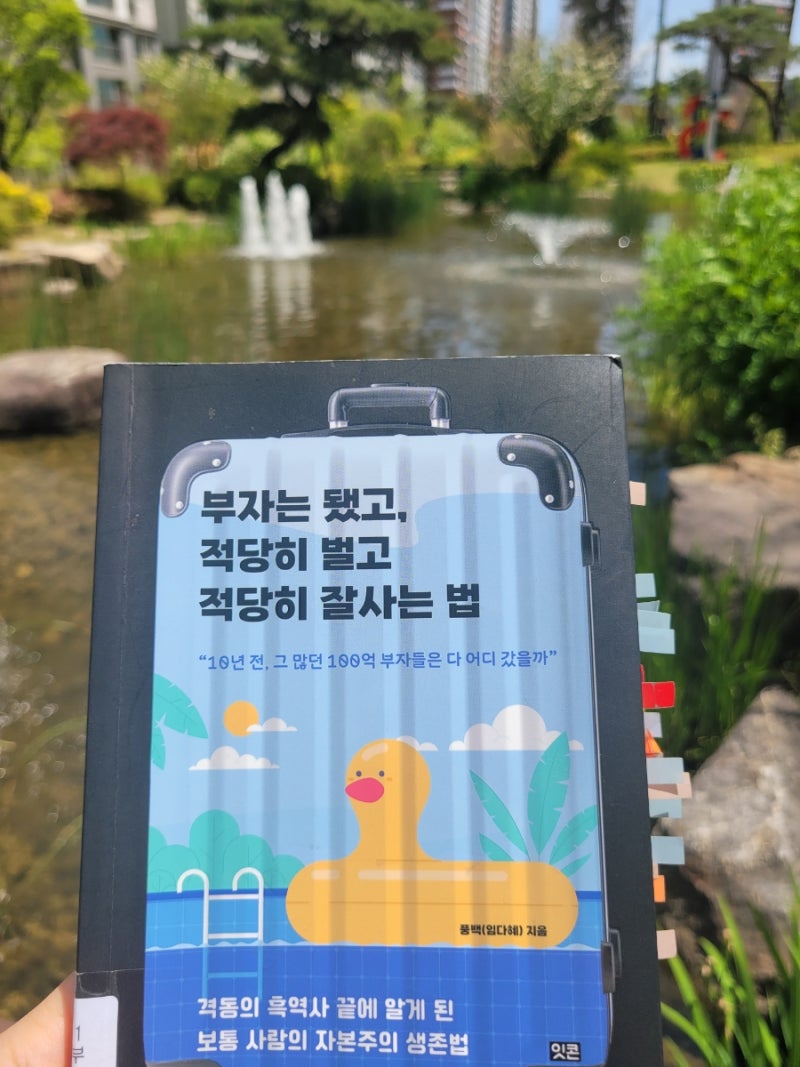 부자는 됐고,
적당히 벌고
적당히 잘사는 법
“10년 전, 그 많던 100억 부자들은 다 어디 갔을까”
풍백(임다혜) 지음
격동의 흑역사 끝에 알게 된
보통 사람의 자본주의 생존법
잇콘
1
부